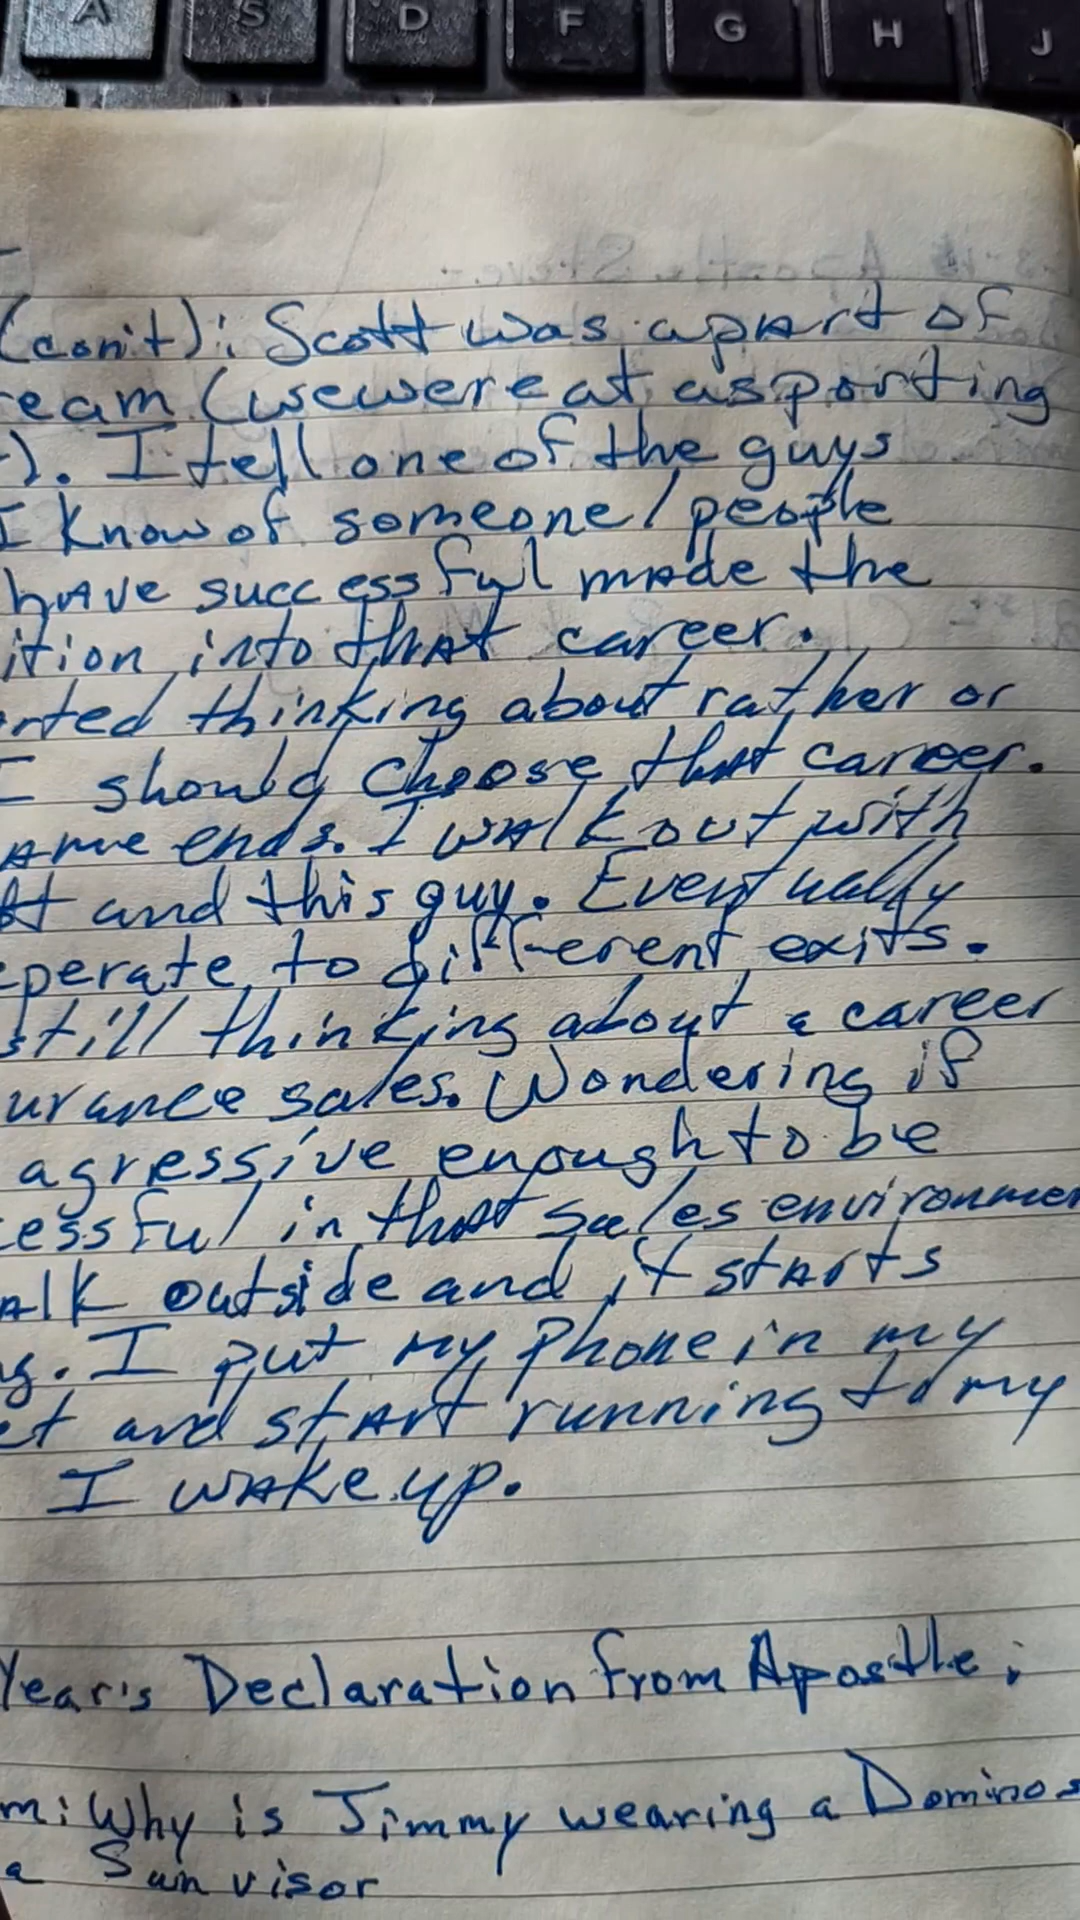 A S D F G H J
(con't): Scott was apart of
eam (wewere at asporting
). I tell one of the guys
I know of someone/people
have successful made the
ition into that career.
arted thinking about rather or
I should choose that career.
ame ends. I walk out with
tt and this guy. Eventually
eperate to different exits.
still thinking about a career
urance sales. Wondering if
agressive enough to be
cessful in that sales environmen
alk outside and it starts
g. I put my phone in my
et and start running to my
I wake up.
Year's Declaration from Apostle:
m: Why is Jimmy wearing a Dominos
a Sun visor